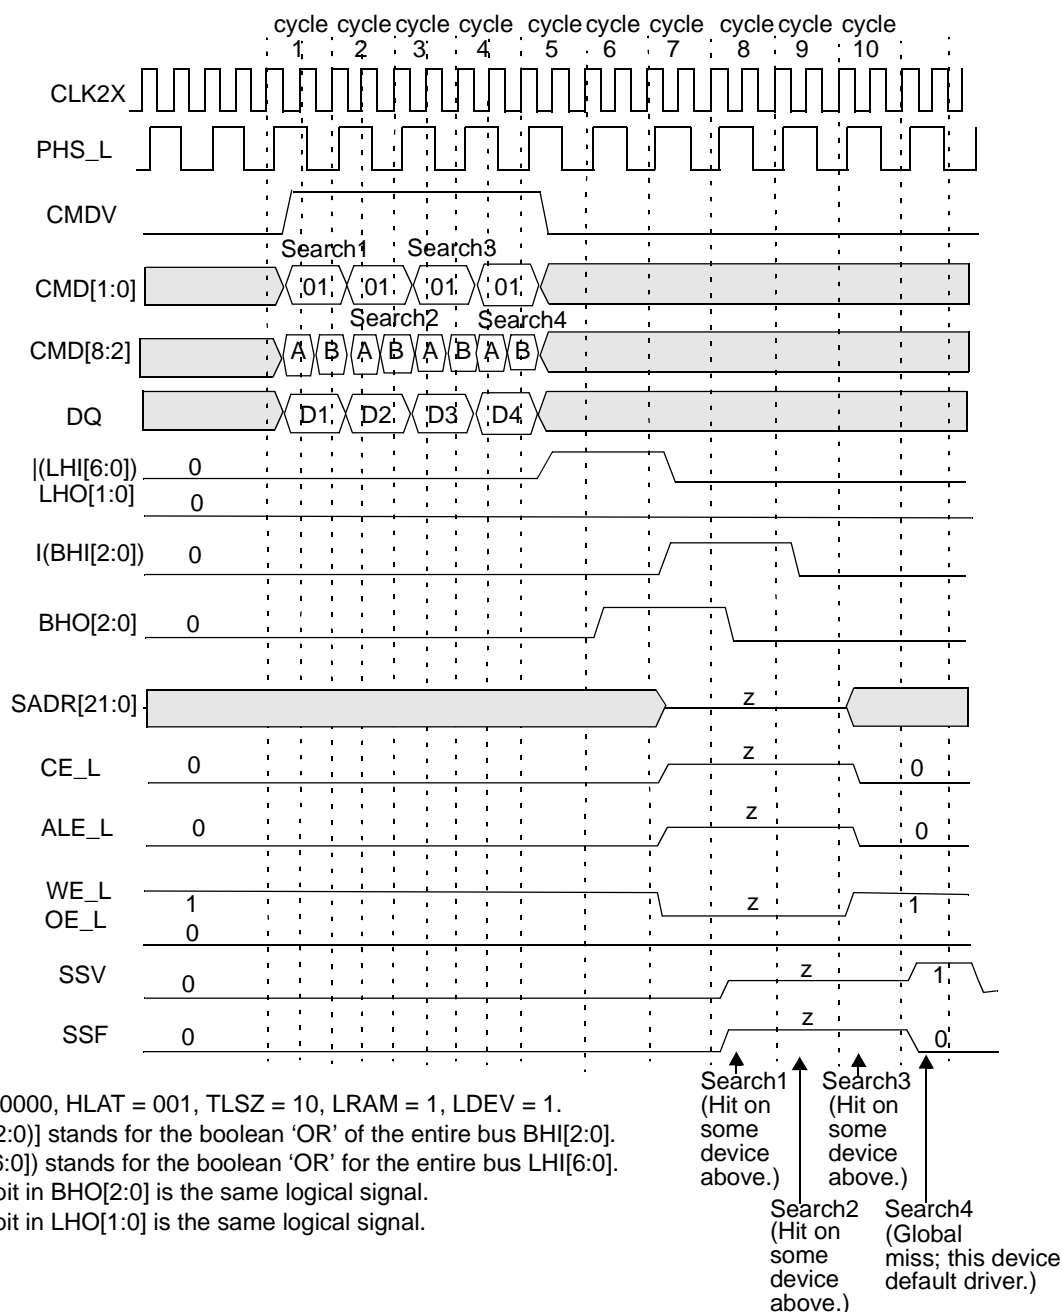 cycle cycle cycle cycle cycle cycle cycle cycle cycle cycle
1 2 3 4 5 6 7 8 9 10
CLK2X
PHS_L
CMDV
Search1 Search3
CMD[1:0] 01 01 01 01
Search2 Search4
CMD[8:2] A B A B A B A B
DQ D1 D2 D3 D4
|(LHI[6:0]) 0
LHO[1:0] 0
I(BHI[2:0]) 0
BHO[2:0] 0
SADR[21:0] z
CE_L 0 z 0
ALE_L 0 z 0
WE_L 1 z 1
OE_L 0
SSV 0 z 1
SSF 0 z 0
0000, HLAT = 001, TLSZ = 10, LRAM = 1, LDEV = 1.
2:0)] stands for the boolean ‘OR’ of the entire bus BHI[2:0].
6:0]) stands for the boolean ‘OR’ for the entire bus LHI[6:0].
bit in BHO[2:0] is the same logical signal.
bit in LHO[1:0] is the same logical signal.
Search1
(Hit on
some
device
above.)
Search2
(Hit on
some
device
above.)
Search3
(Hit on
some
device
above.)
Search4
(Global
miss; this device
default driver.)